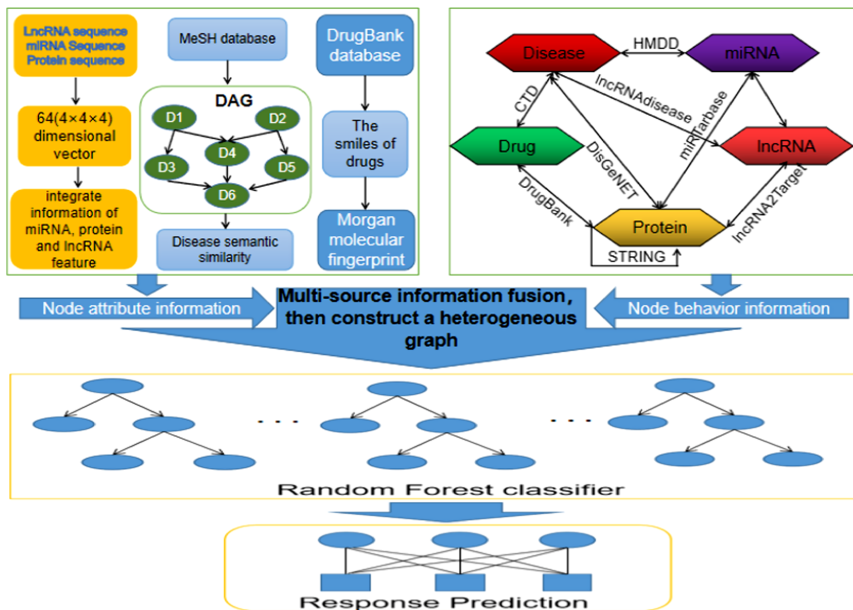 LncRNA sequence
miRNA Sequence
Protein sequence
64(4×4×4)
dimensional
vector
integrate
information of
miRNA, protein
and lncRNA
feature
MeSH database
DAG
D1
D2
D3
D4
D5
D6
Disease semantic
similarity
DrugBank
database
The
smiles of
drugs
Morgan
molecular
fingerprint
Disease
HMDD
miRNA
CTD
lncRNAdisease
miRTarbase
Drug
DisGeNET
lncRNA
DrugBank
Protein
lncRNA2Target
STRING
Node attribute information
Multi-source information fusion,
then construct a heterogeneous
graph
Node behavior information
. . .
. . .
Random Forest classifier
Response Prediction